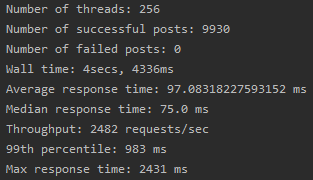 Number of threads: 256
Number of successful posts: 9930
Number of failed posts: 0
Wall time: 4secs, 4336ms
Average response time: 97.08318227593152 ms
Median response time: 75.0 ms
Throughput: 2482 requests/sec
99th percentile: 983 ms
Max response time: 2431 ms